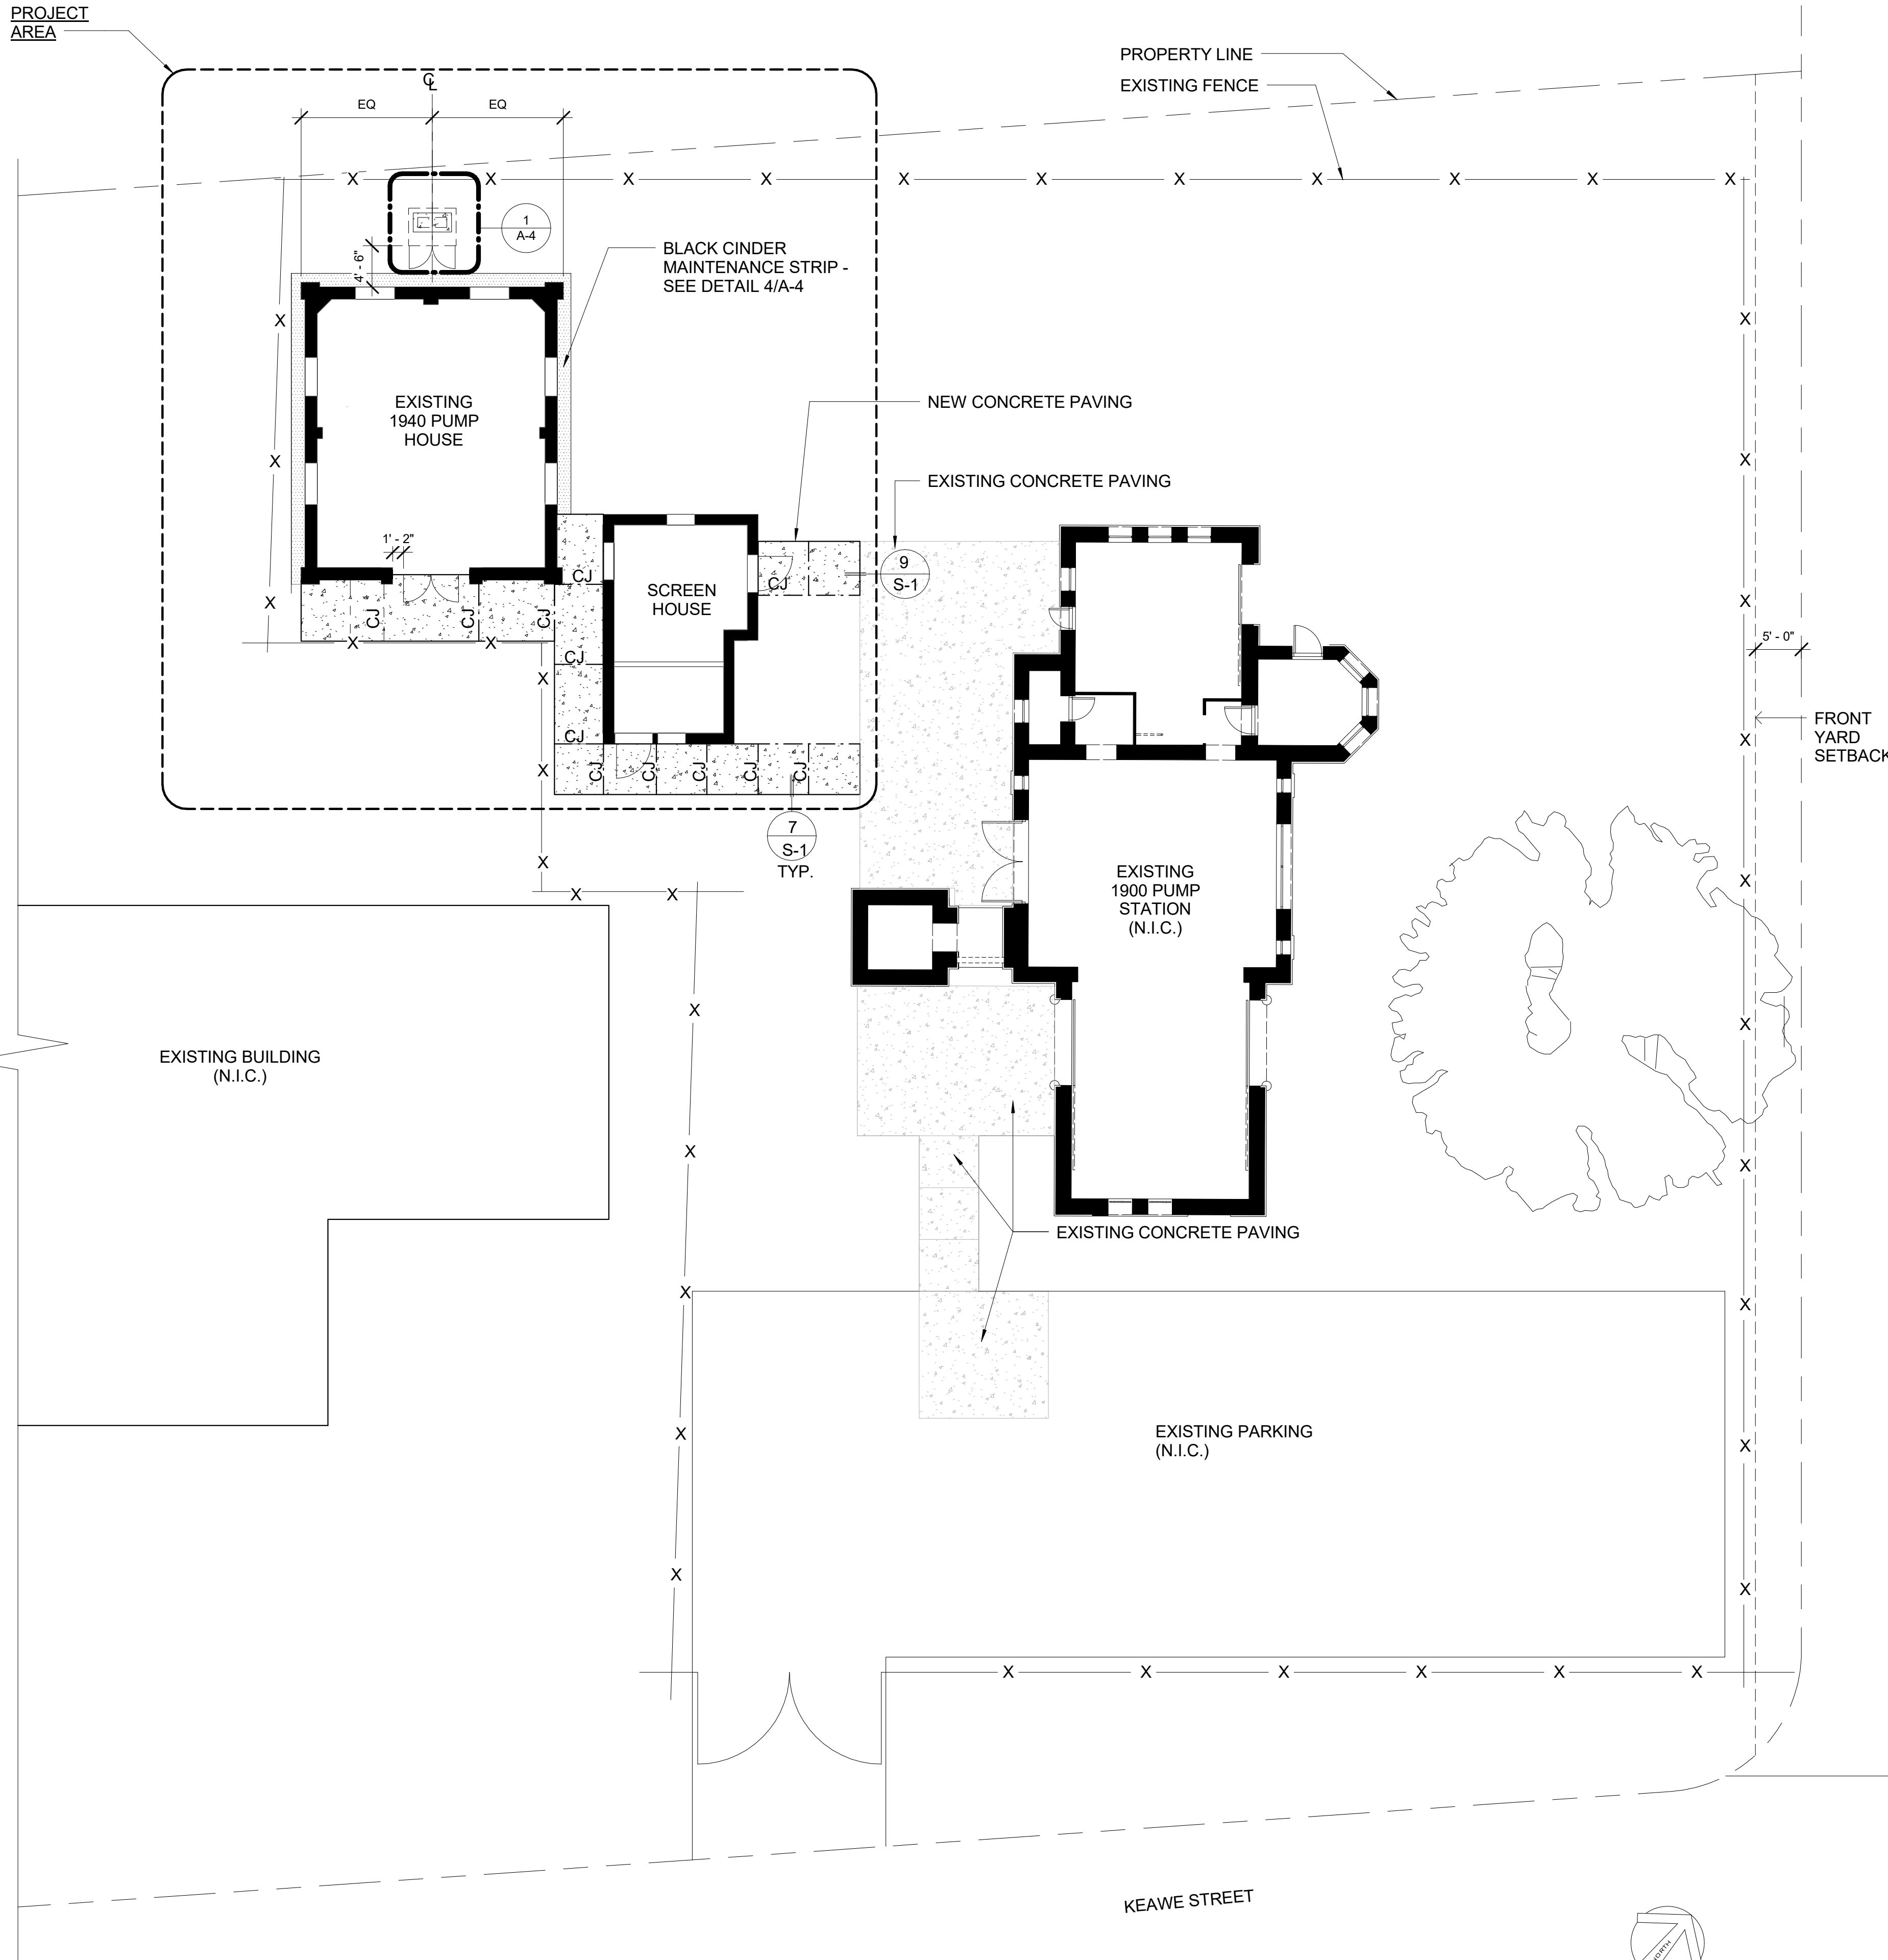 PROJECT
AREA
PROPERTY LINE
EXISTING FENCE
CL
EQ
EQ
X X X X X X X X X X X
1
A-4
4' - 6"
BLACK CINDER
MAINTENANCE STRIP -
SEE DETAIL 4/A-4
X
X
EXISTING
1940 PUMP
HOUSE
NEW CONCRETE PAVING
X
X
EXISTING CONCRETE PAVING
1' - 2"
9
S-1
CJ
CJ
SCREEN
HOUSE
X
X
CJ
CJ
CJ
5' - 0"
X X
CJ
X
FRONT
YARD
SETBACK
CJ
X
X
CJ
CJ
CJ
CJ
CJ
7
S-1
TYP.
X
X X
X
EXISTING
1900 PUMP
STATION
(N.I.C.)
X
X
EXISTING BUILDING
(N.I.C.)
X
X
EXISTING CONCRETE PAVING
X
X
EXISTING PARKING
(N.I.C.)
X
X
X
X
X X X X X X
KEAWE STREET
NORTH